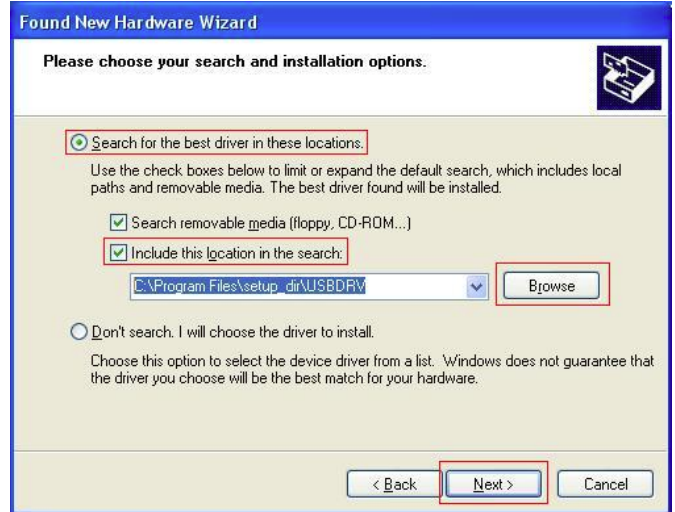 Found New Hardware Wizard
Please choose your search and installation options.
Search for the best driver in these locations.
Use the check boxes below to limit or expand the default search, which includes local
paths and removable media. The best driver found will be installed.
Search removable media (floppy, CD-ROM...)
Include this location in the search:
C:\Program Files\setup_dir\USBDRV
Browse
Don't search. I will choose the driver to install.
Choose this option to select the device driver from a list. Windows does not guarantee that
the driver you choose will be the best match for your hardware.
< Back Next > Cancel